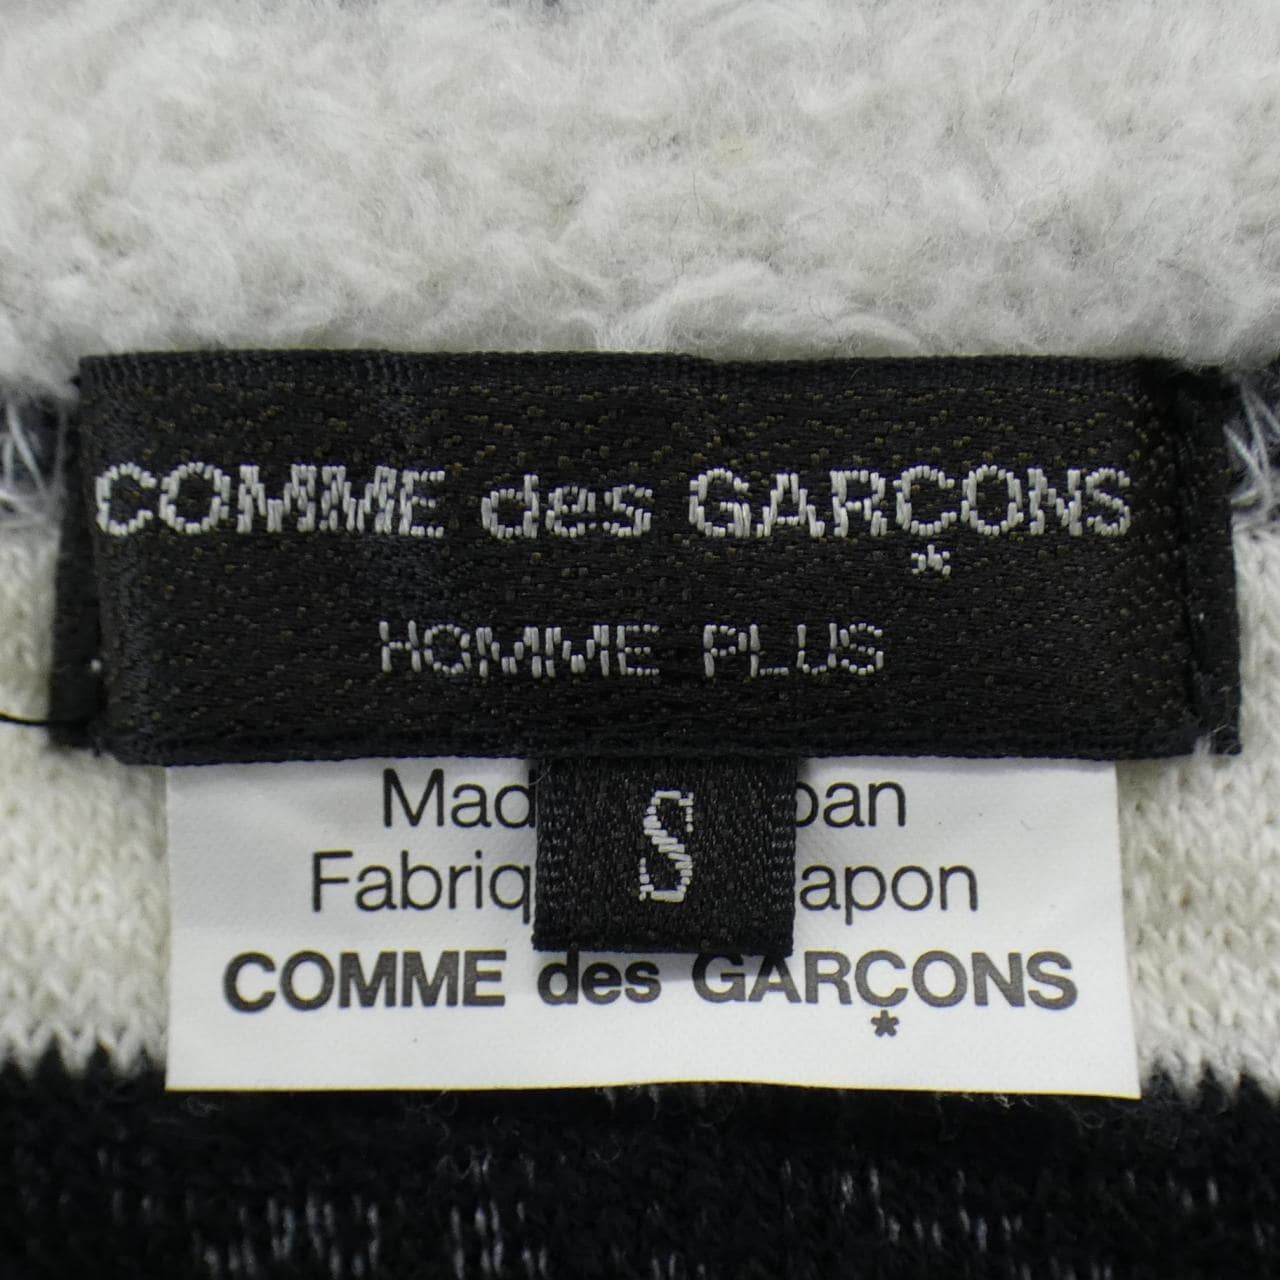 COMME des GARÇONS
HOMME PLUS
S
Mad pan
Fabriq apon
COMME des GARÇONS
*